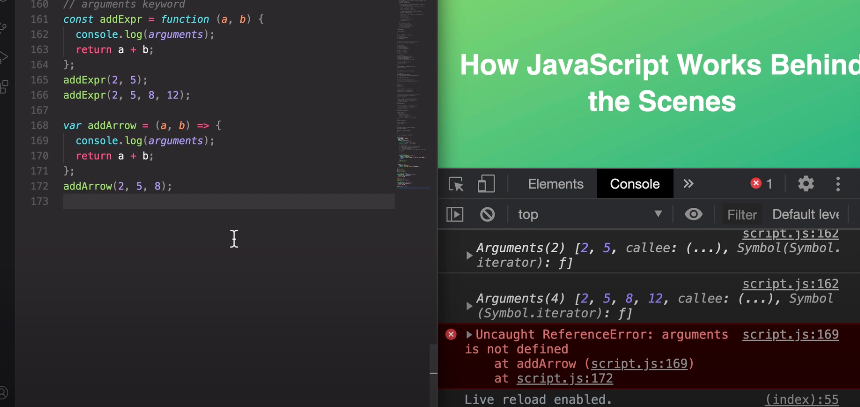 160 // arguments keyword
161 const addExpr = function (a, b) {
162 console.log(arguments);
163 return a + b;
164 };
165 addExpr(2, 5);
166 addExpr(2, 5, 8, 12);
167
168 var addArrow = (a, b) => {
169 console.log(arguments);
170 return a + b;
171 };
172 addArrow(2, 5, 8);
173
How JavaScript Works Behind
the Scenes
Elements Console » 1
top Filter Default leve
script.js:162
Arguments(2) [2, 5, callee: (...), Symbol(Symbol.
iterator): ƒ]
script.js:162
Arguments(4) [2, 5, 8, 12, callee: (...), Symbol
(Symbol.iterator): ƒ]
Uncaught ReferenceError: arguments script.js:169
is not defined
at addArrow (script.js:169)
at script.js:172
Live reload enabled. (index):55